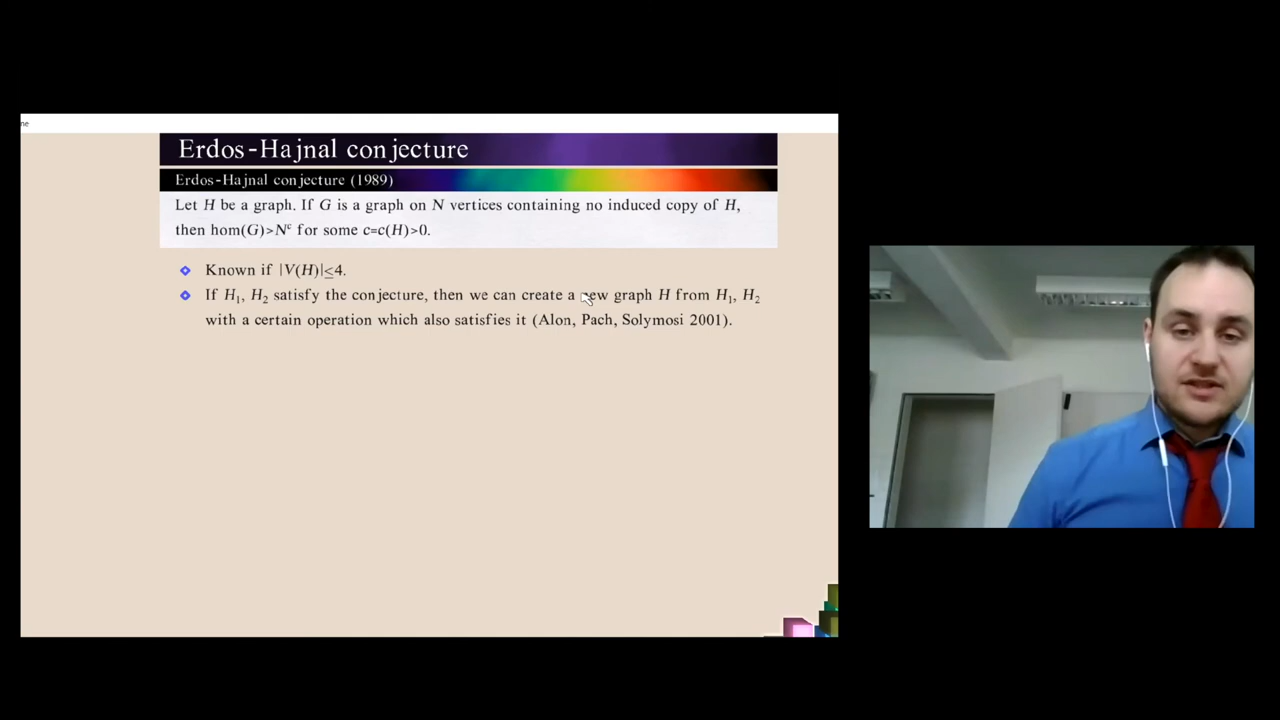 ne
Erdos-Hajnal conjecture
Erdos-Hajnal conjecture (1989)
Let H be a graph. If G is a graph on N vertices containing no induced copy of H,
then hom(G)>Nᶜ for some c=c(H)>0.
Known if |V(H)|≤4.
If H₁, H₂ satisfy the conjecture, then we can create a new graph H from H₁, H₂
with a certain operation which also satisfies it (Alon, Pach, Solymosi 2001).